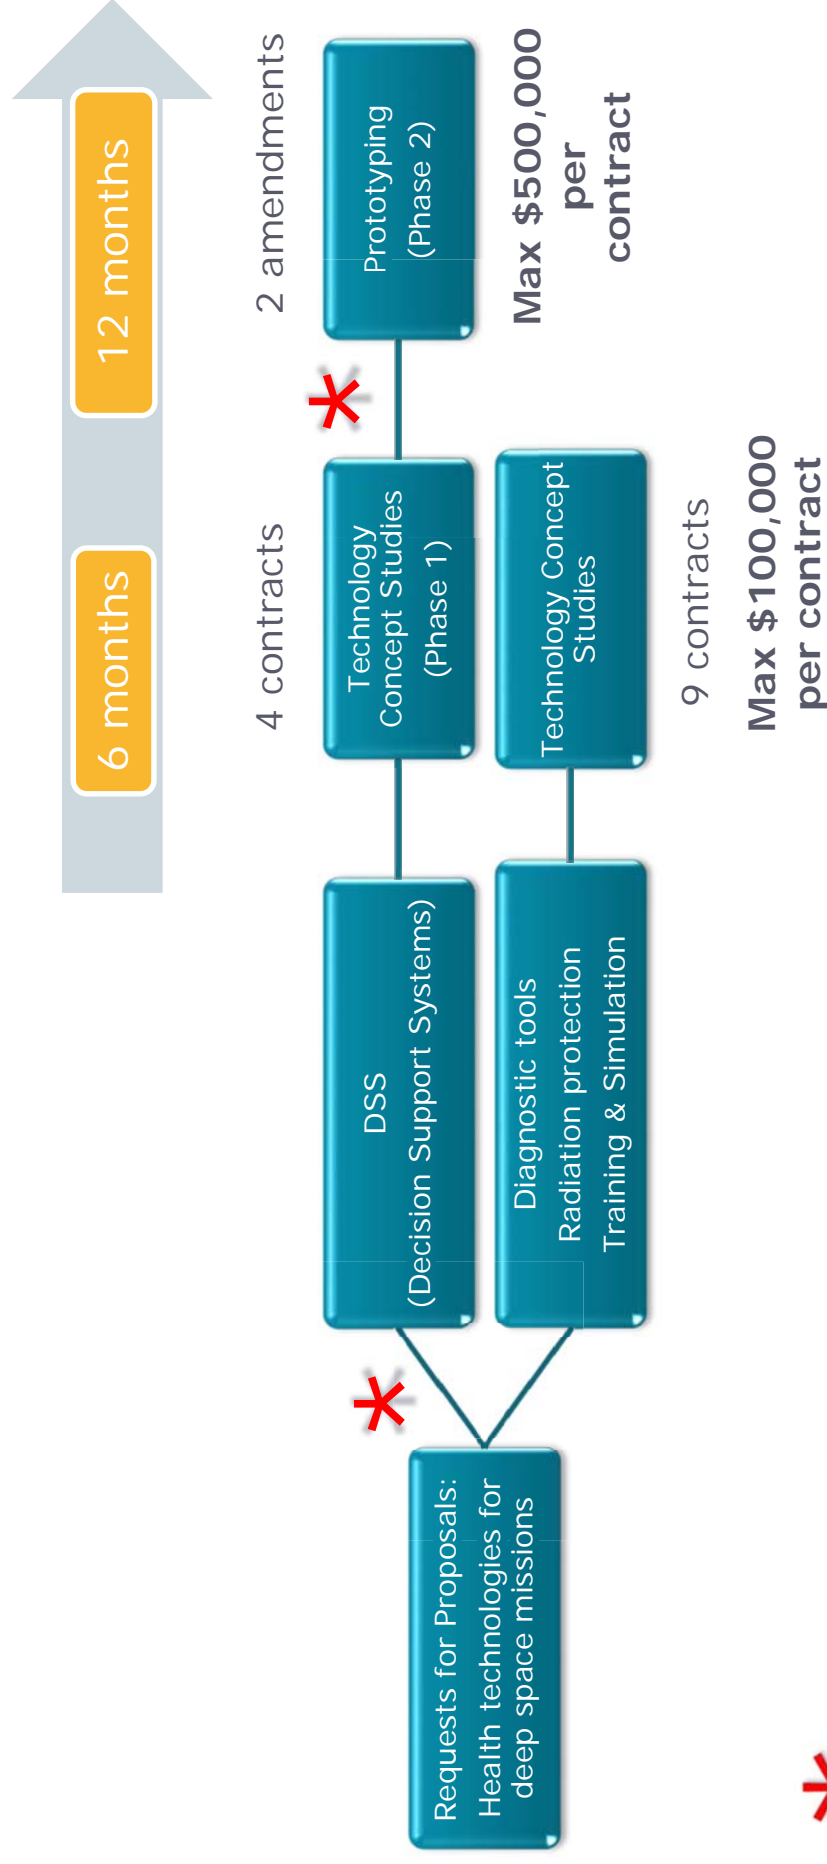 6 months
12 months
4 contracts
2 amendments
Requests for Proposals:
Health technologies for
deep space missions
*
DSS
(Decision Support Systems)
Technology
Concept Studies
(Phase 1)
*
Prototyping
(Phase 2)
Diagnostic tools
Radiation protection
Training & Simulation
Technology Concept
Studies
Max $500,000
per
contract
9 contracts
Max $100,000
per contract
*